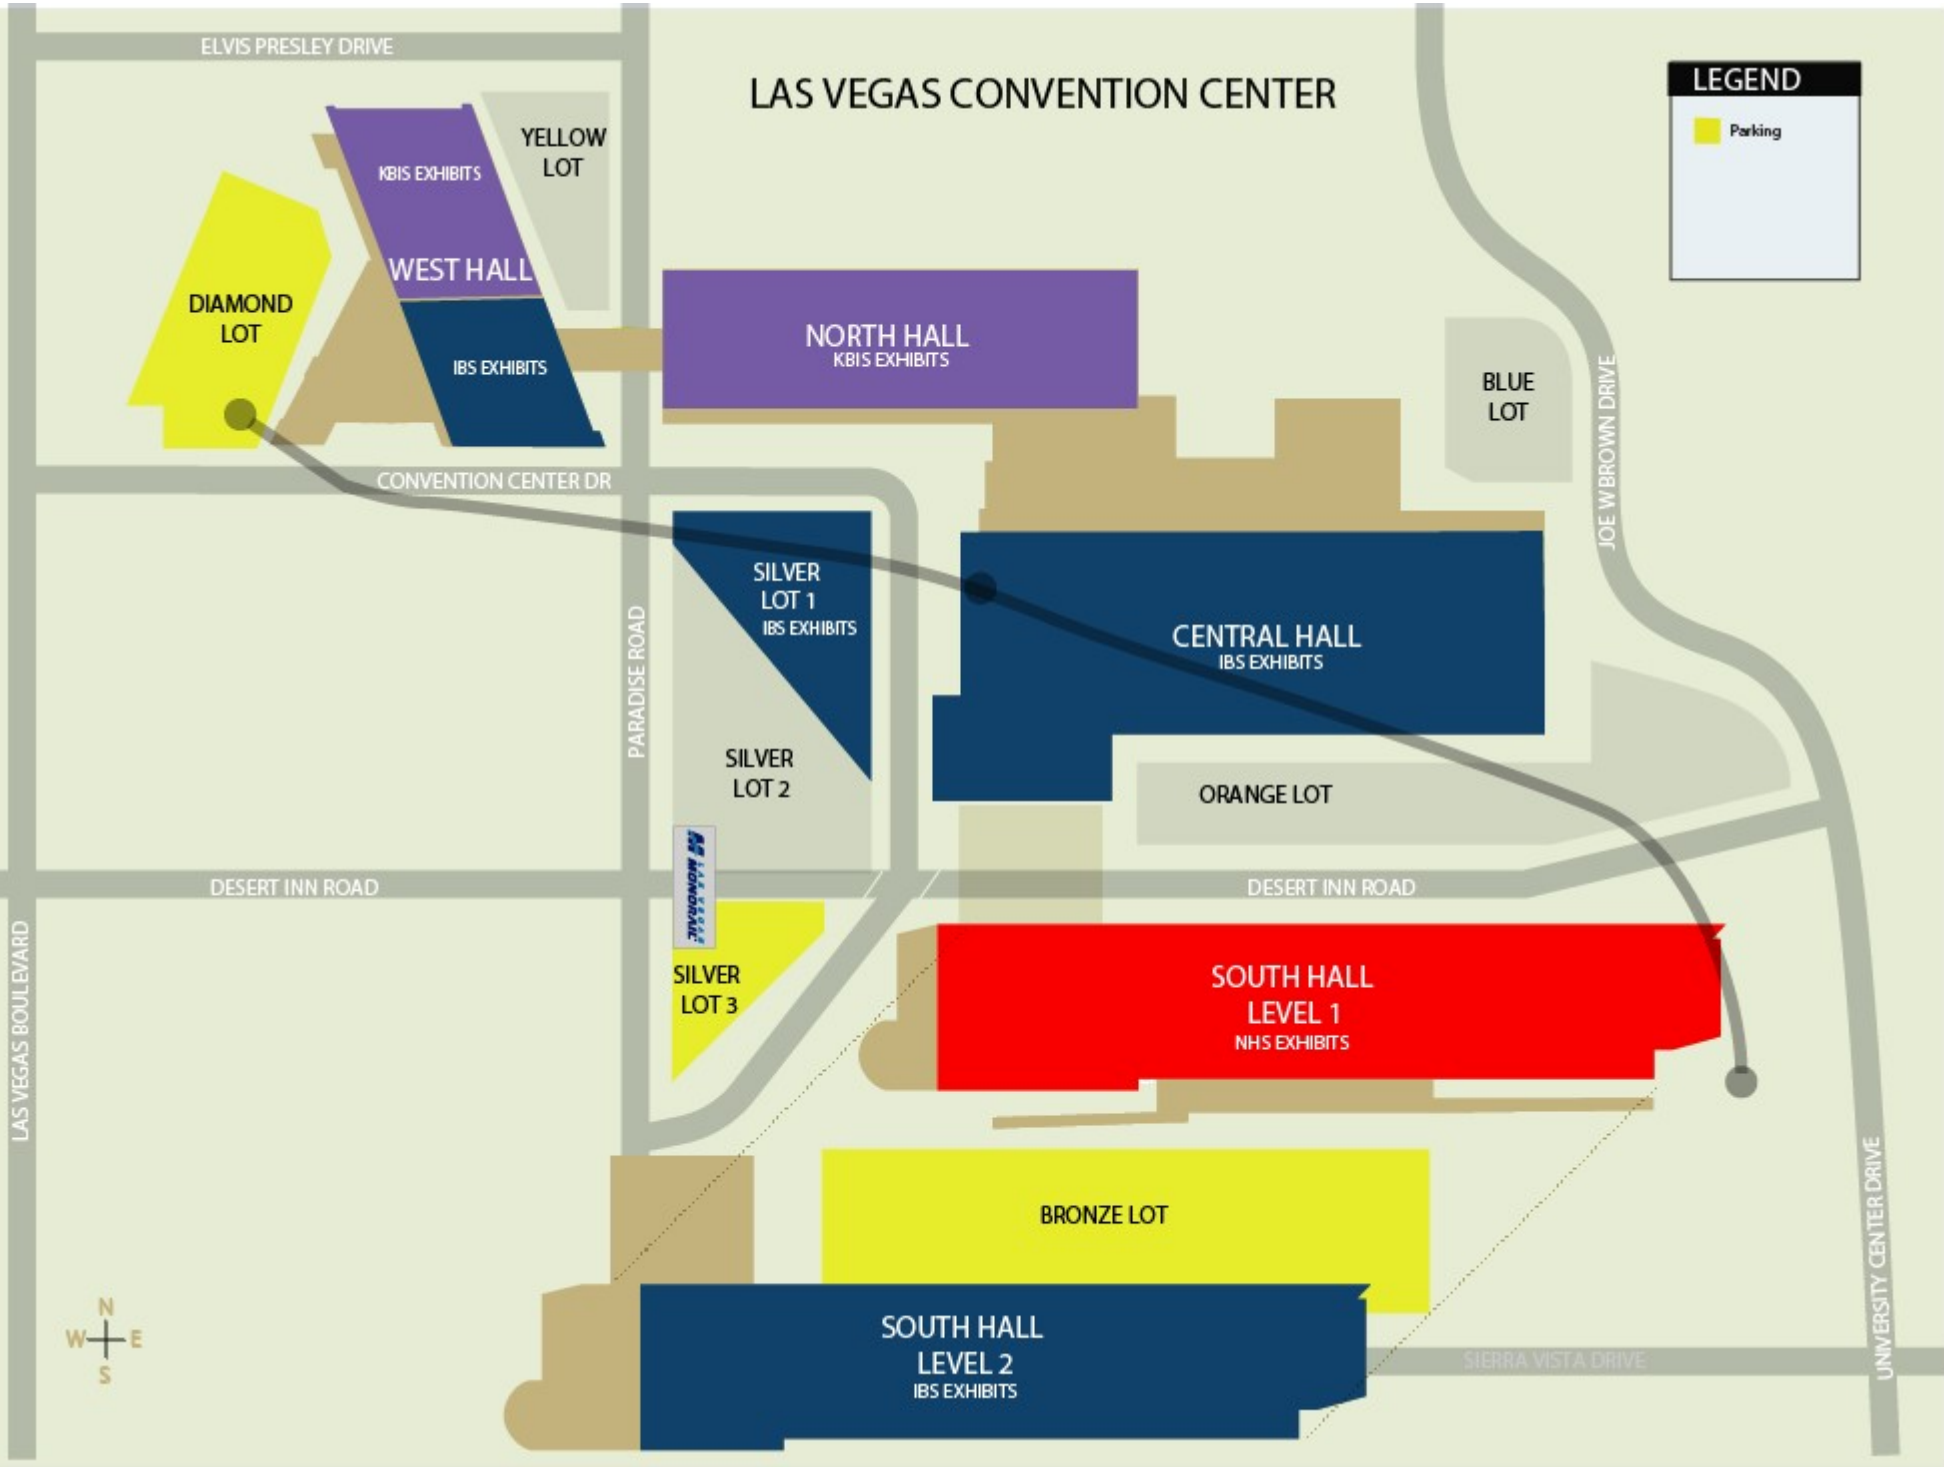 ELVIS PRESLEY DRIVE
LAS VEGAS CONVENTION CENTER
LEGEND
Parking
YELLOW
LOT
KBIS EXHIBITS
WEST HALL
IBS EXHIBITS
DIAMOND
LOT
NORTH HALL
KBIS EXHIBITS
BLUE
LOT
JOE W BROWN DRIVE
CONVENTION CENTER DR
SILVER
LOT 1
IBS EXHIBITS
CENTRAL HALL
IBS EXHIBITS
PARADISE ROAD
SILVER
LOT 2
ORANGE LOT
LAS VEGAS
MONORAIL
DESERT INN ROAD
DESERT INN ROAD
LAS VEGAS BOULEVARD
SILVER
LOT 3
SOUTH HALL
LEVEL 1
NHS EXHIBITS
BRONZE LOT
UNIVERSITY CENTER DRIVE
SOUTH HALL
LEVEL 2
IBS EXHIBITS
SIERRA VISTA DRIVE
N
W E
S